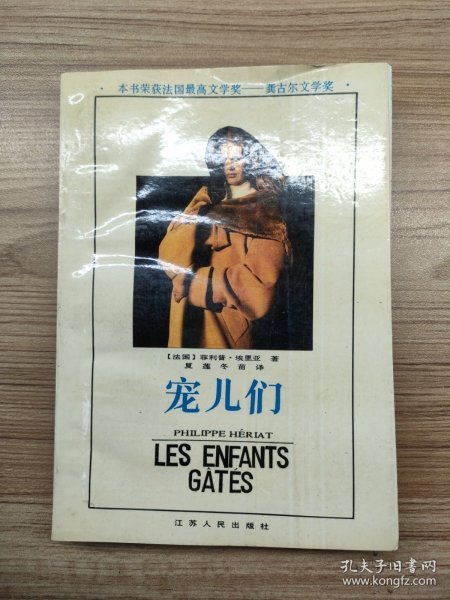 ·本书荣获法国最高文学奖——龚古尔文学奖·
【法国】菲利普·埃里亚 著
夏莲 冬苗 译
宠儿们
PHILIPPE HÉRIAT
LES ENFANTS
GÂTÉS
江苏人民出版社
孔夫子旧书网
www.kongfz.com